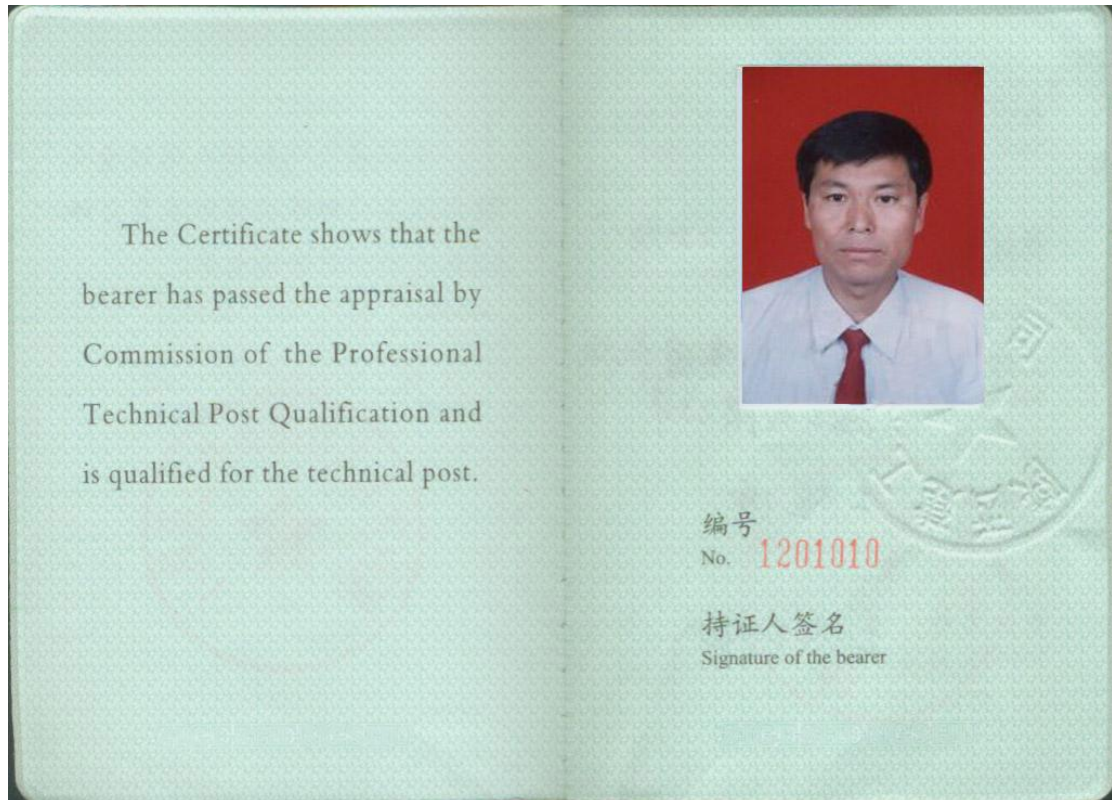 The Certificate shows that the
bearer has passed the appraisal by
Commission of the Professional
Technical Post Qualification and
is qualified for the technical post.
编号
No. 1201010
持证人签名
Signature of the bearer